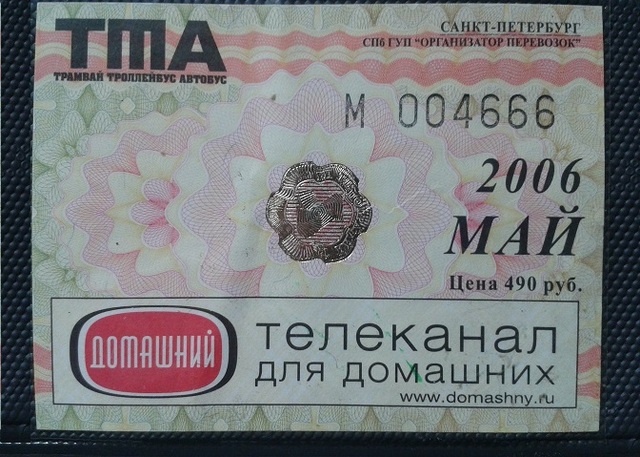 ТМА
ТРАМВАЙ ТРОЛЛЕЙБУС АВТОБУС
САНКТ-ПЕТЕРБУРГ
СПб ГУП "ОРГАНИЗАТОР ПЕРЕВОЗОК"
М 004666
2006
МАЙ
Цена 490 руб.
ДОМАШНИЙ
телеканал
для домашних
www.domashny.ru